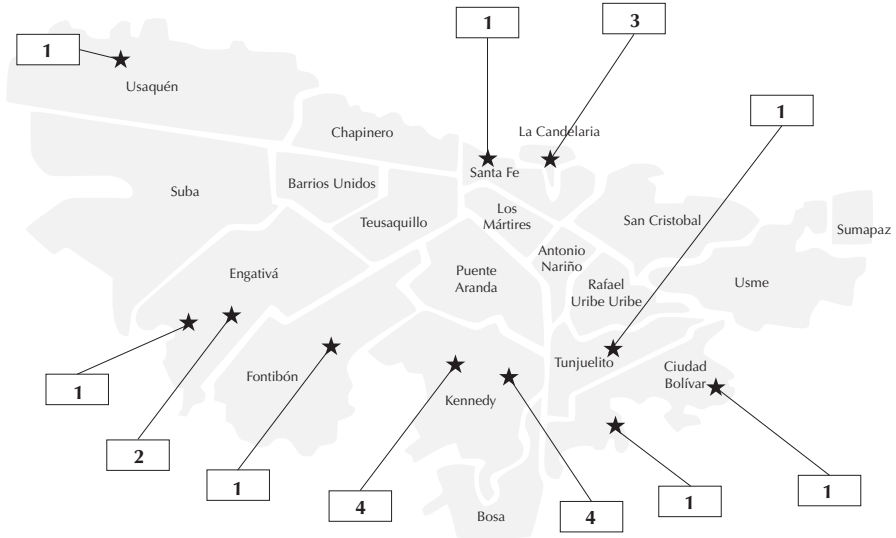 1
1
3
1
Usaquén
Chapinero
La Candelaria
Santa Fe
Barrios Unidos
Suba
Los
Mártires
Teusaquillo
San Cristobal
Sumapaz
Antonio
Nariño
Engativá
Puente
Aranda
Rafael
Uribe Uribe
Usme
Fontibón
Tunjuelito
Ciudad
Bolívar
Kennedy
Bosa
1
2
1
4
4
1
1